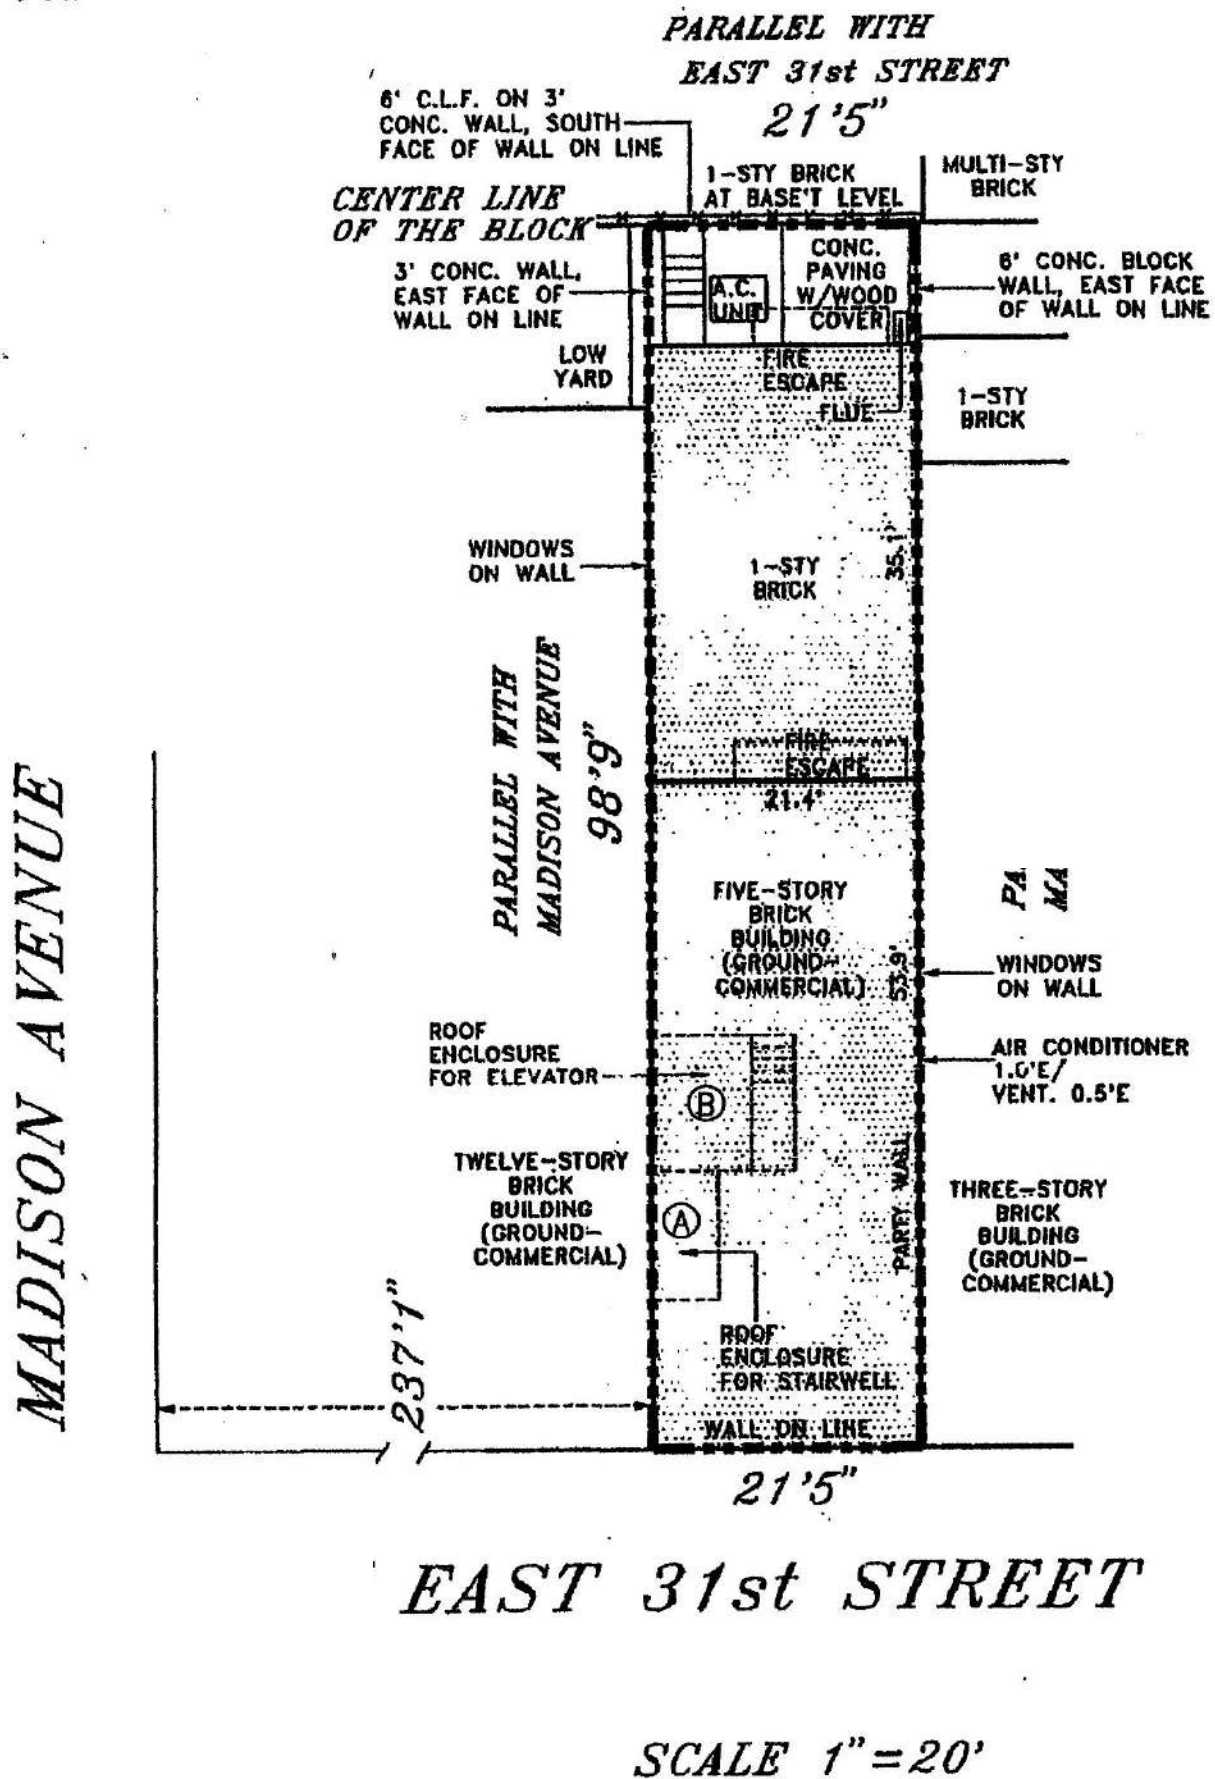 PARALLEL WITH
EAST 31st STREET
21'5"
6' C.L.F. ON 3'
CONC. WALL, SOUTH
FACE OF WALL ON LINE
1-STY BRICK
AT BASE'T LEVEL
MULTI-STY
BRICK
CENTER LINE
OF THE BLOCK
3' CONC. WALL,
EAST FACE OF
WALL ON LINE
A.C.
UNIT
CONC.
PAVING
W/WOOD
COVER
6' CONC. BLOCK
WALL, EAST FACE
OF WALL ON LINE
LOW
YARD
FIRE
ESCAPE
FLUE
1-STY
BRICK
WINDOWS
ON WALL
1-STY
BRICK
35.1'
PARALLEL WITH
MADISON AVENUE
98'9"
FIRE
ESCAPE
21.4'
MADISON AVENUE
FIVE-STORY
BRICK
BUILDING
(GROUND-
COMMERCIAL)
53.9'
PA
MA
WINDOWS
ON WALL
ROOF
ENCLOSURE
FOR ELEVATOR
B
AIR CONDITIONER
1.0'E/
VENT. 0.5'E
TWELVE-STORY
BRICK
BUILDING
(GROUND-
COMMERCIAL)
A
PARTY WALL
THREE-STORY
BRICK
BUILDING
(GROUND-
COMMERCIAL)
237'1"
ROOF
ENCLOSURE
FOR STAIRWELL
WALL ON LINE
21'5"
EAST 31st STREET
SCALE 1"=20'